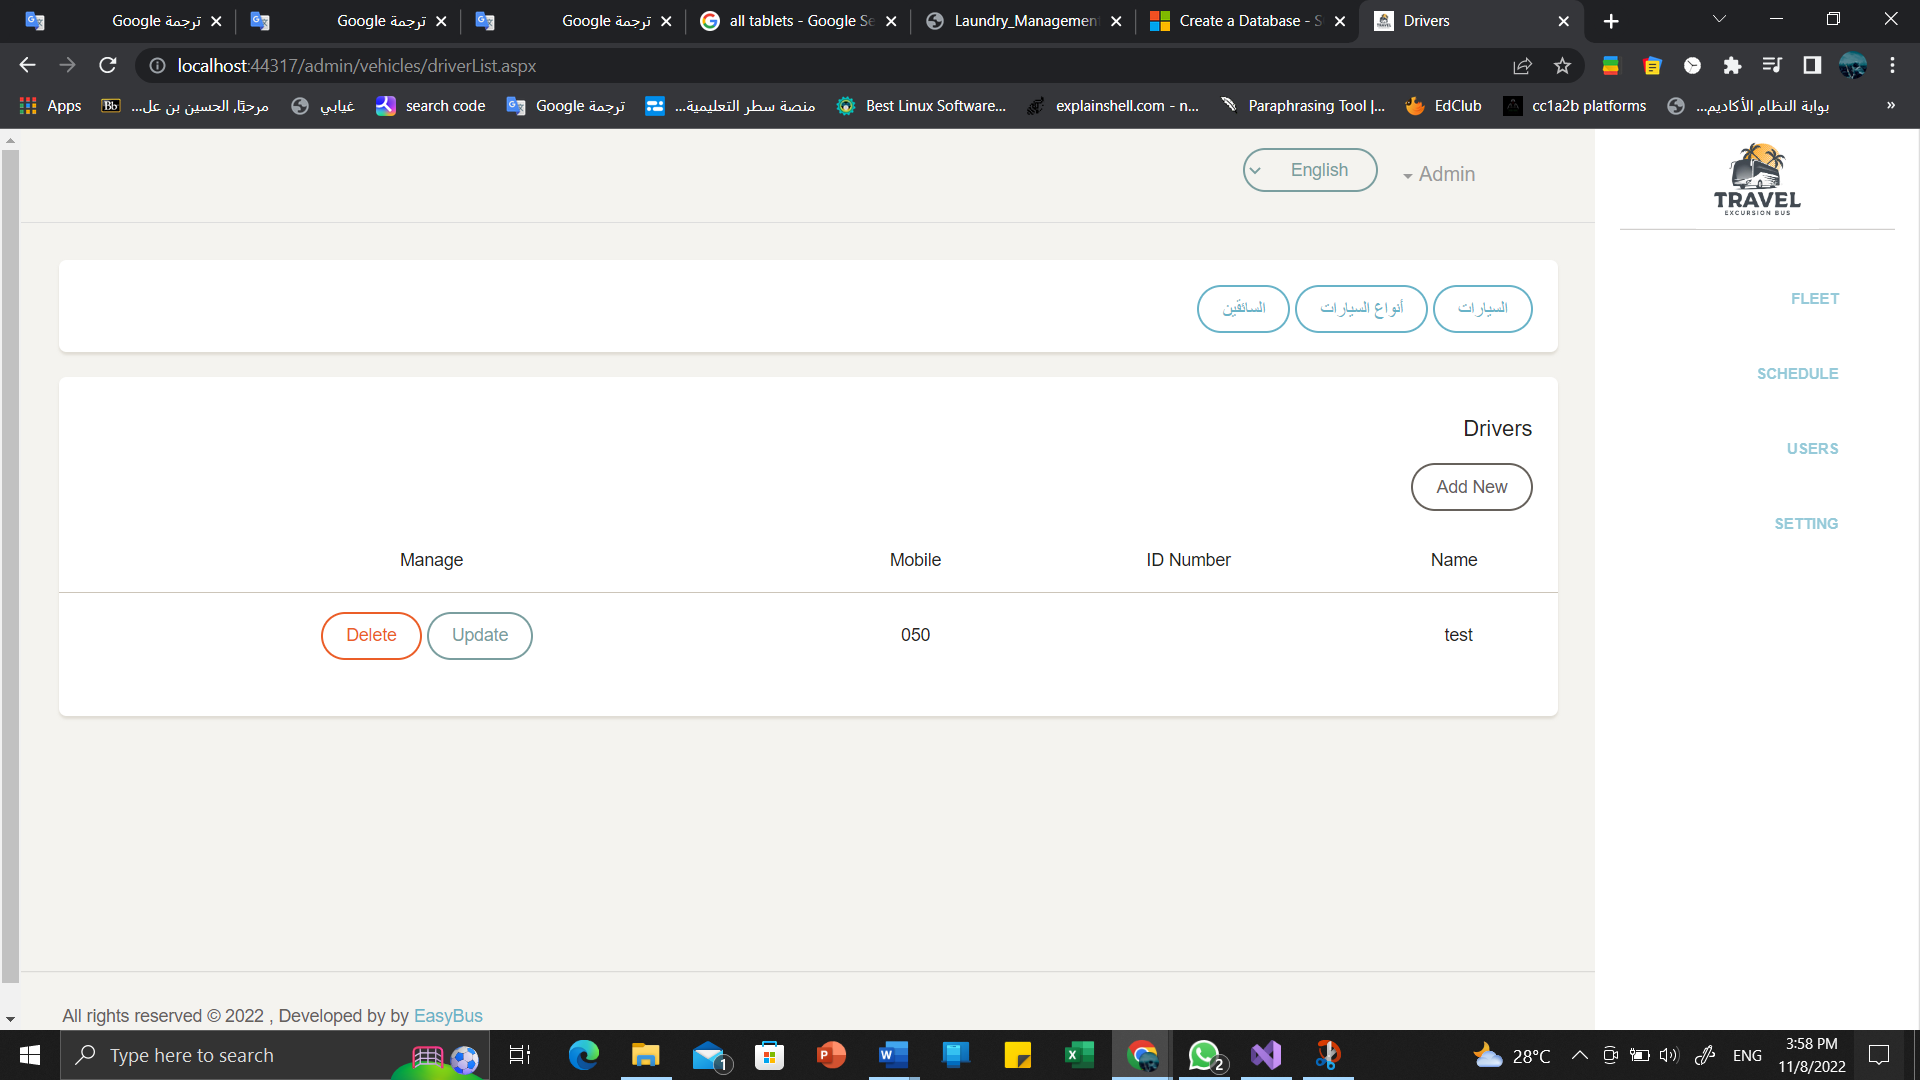 ترجمة Google
ترجمة Google
ترجمة Google
all tablets - Google Se
Laundry_Management
Create a Database - S
Drivers
localhost:44317/admin/vehicles/driverList.aspx
Apps
Bb
مرحبًا, الحسين بن عل...
غيابي
search code
ترجمة Google
منصة سطر التعليمية...
Best Linux Software...
explainshell.com - n...
Paraphrasing Tool |...
EdClub
cc1a2b platforms
بوابة النظام الأكاديم...
»
English
Admin
TRAVEL
EXCURSION BUS
السيارات
أنواع السيارات
السائقين
FLEET
SCHEDULE
USERS
SETTING
Drivers
Add New
Manage Mobile ID Number Name
Delete Update 050 test
All rights reserved © 2022 , Developed by by EasyBus
Type here to search
1
2
28°C
ENG
3:58 PM
11/8/2022